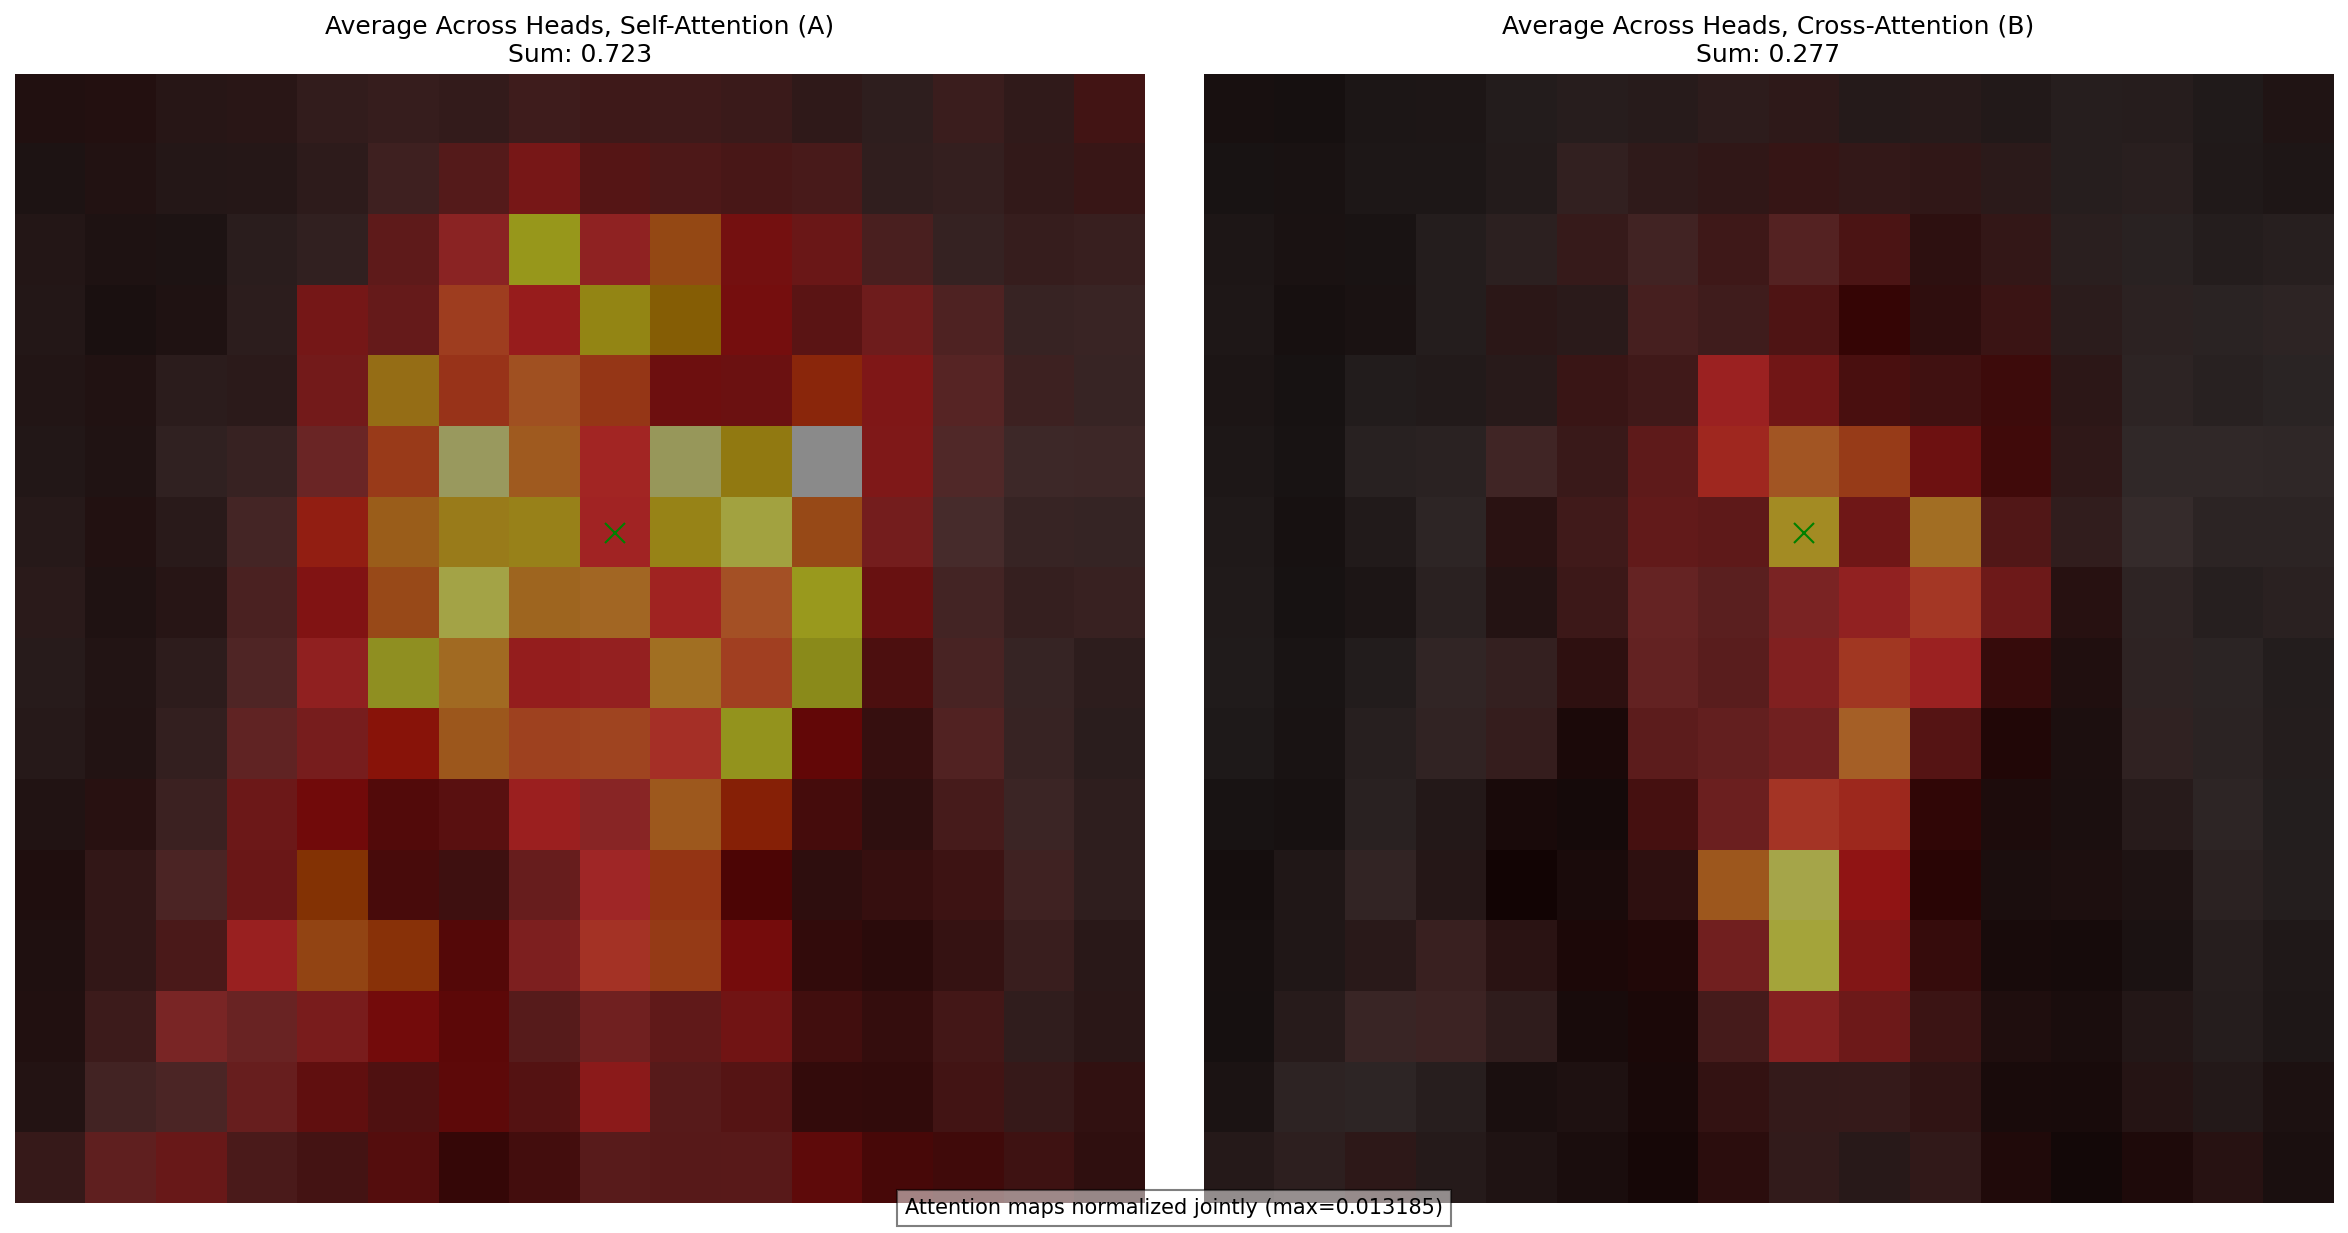 Average Across Heads, Self-Attention (A)
Sum: 0.723
Average Across Heads, Cross-Attention (B)
Sum: 0.277
Attention maps normalized jointly (max=0.013185)